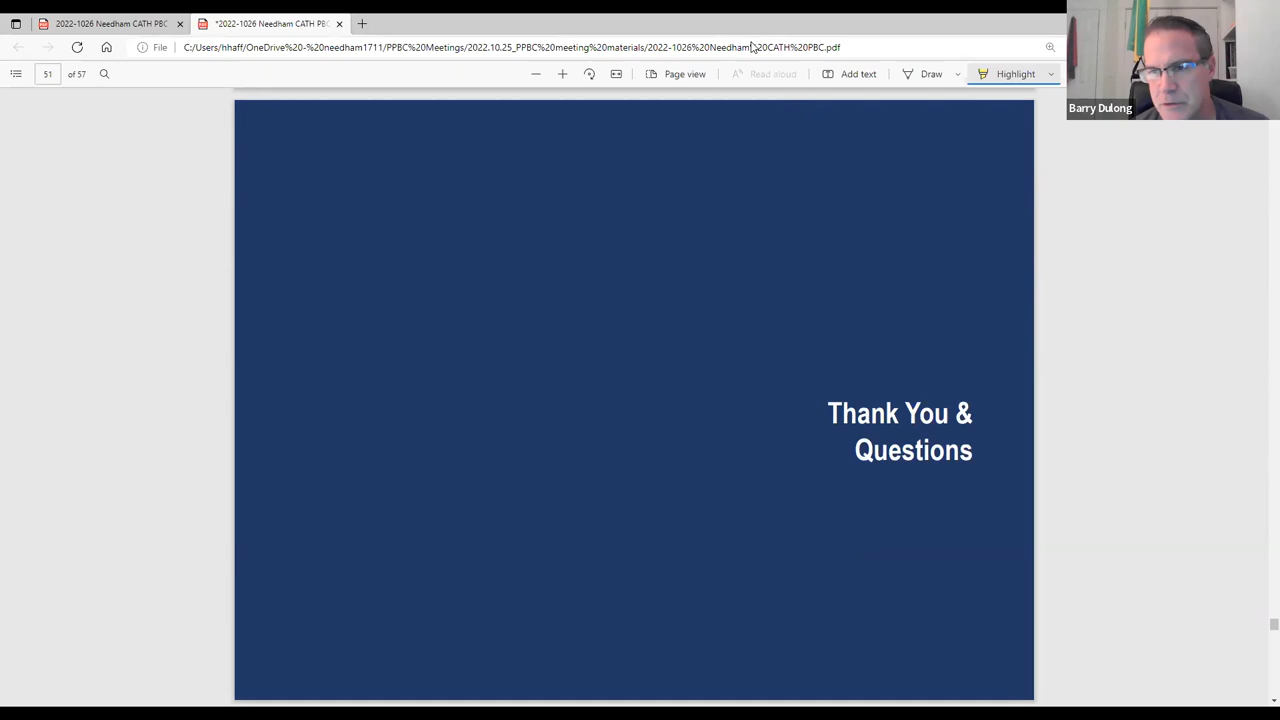 2022-1026 Needham CATH PBC
*2022-1026 Needham CATH PBC
File
C:/Users/hhaff/OneDrive%20-%20needham1711/PPBC%20Meetings/2022.10.25_PPBC%20meeting%20materials/2022-1026%20Needham%20CATH%20PBC.pdf
51 of 57
Page view
Read aloud
Add text
Draw
Highlight
Barry Dulong
Thank You &
Questions